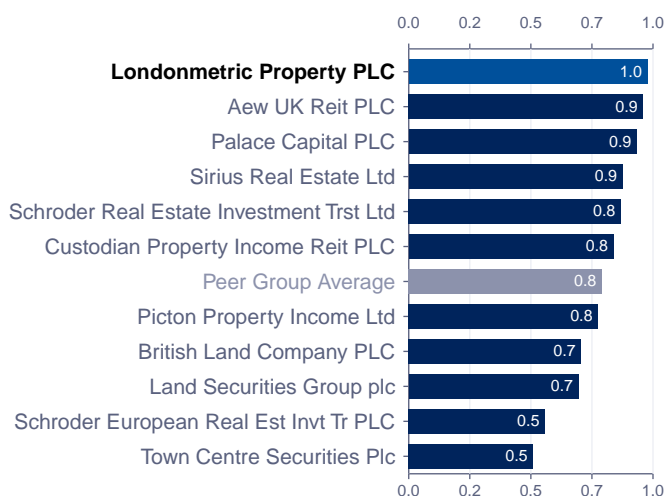 0.0 0.2 0.5 0.7 1.0
Londonmetric Property PLC 1.0
Aew UK Reit PLC 0.9
Palace Capital PLC 0.9
Sirius Real Estate Ltd 0.9
Schroder Real Estate Investment Trst Ltd 0.8
Custodian Property Income Reit PLC 0.8
Peer Group Average 0.8
Picton Property Income Ltd 0.8
British Land Company PLC 0.7
Land Securities Group plc 0.7
Schroder European Real Est Invt Tr PLC 0.5
Town Centre Securities Plc 0.5
0.0 0.2 0.5 0.7 1.0